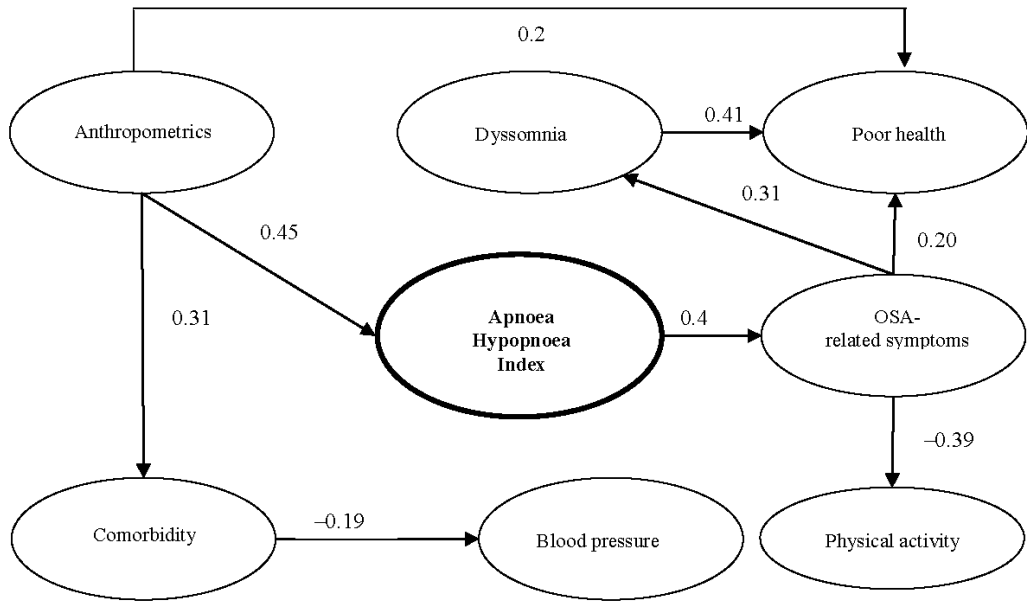 0.2
Anthropometrics
Dyssomnia
0.41
Poor health
0.31
0.45
0.20
0.31
Apnoea
Hypopnoea
Index
0.4
OSA-
related symptoms
–0.39
Comorbidity
–0.19
Blood pressure
Physical activity